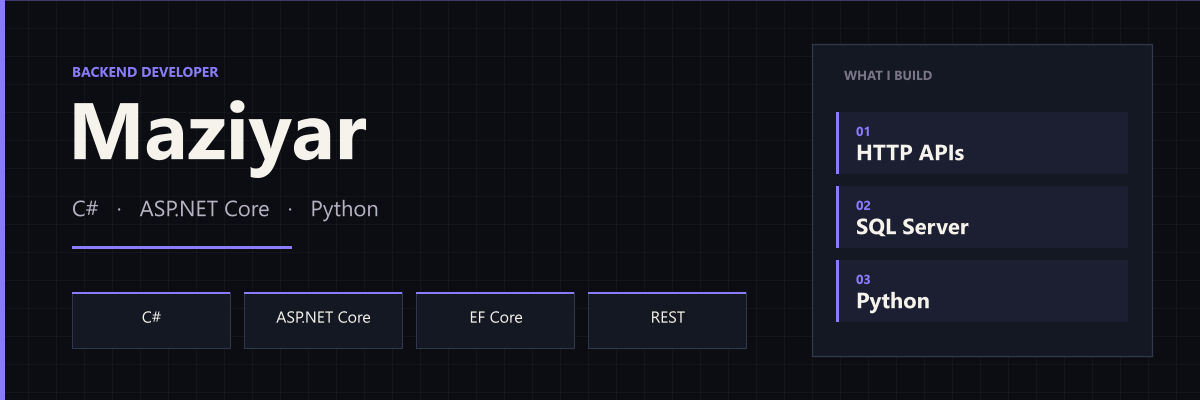 BACKEND DEVELOPER
Maziyar
C# · ASP.NET Core · Python
C#
ASP.NET Core
EF Core
REST
WHAT I BUILD
01
HTTP APIs
02
SQL Server
03
Python